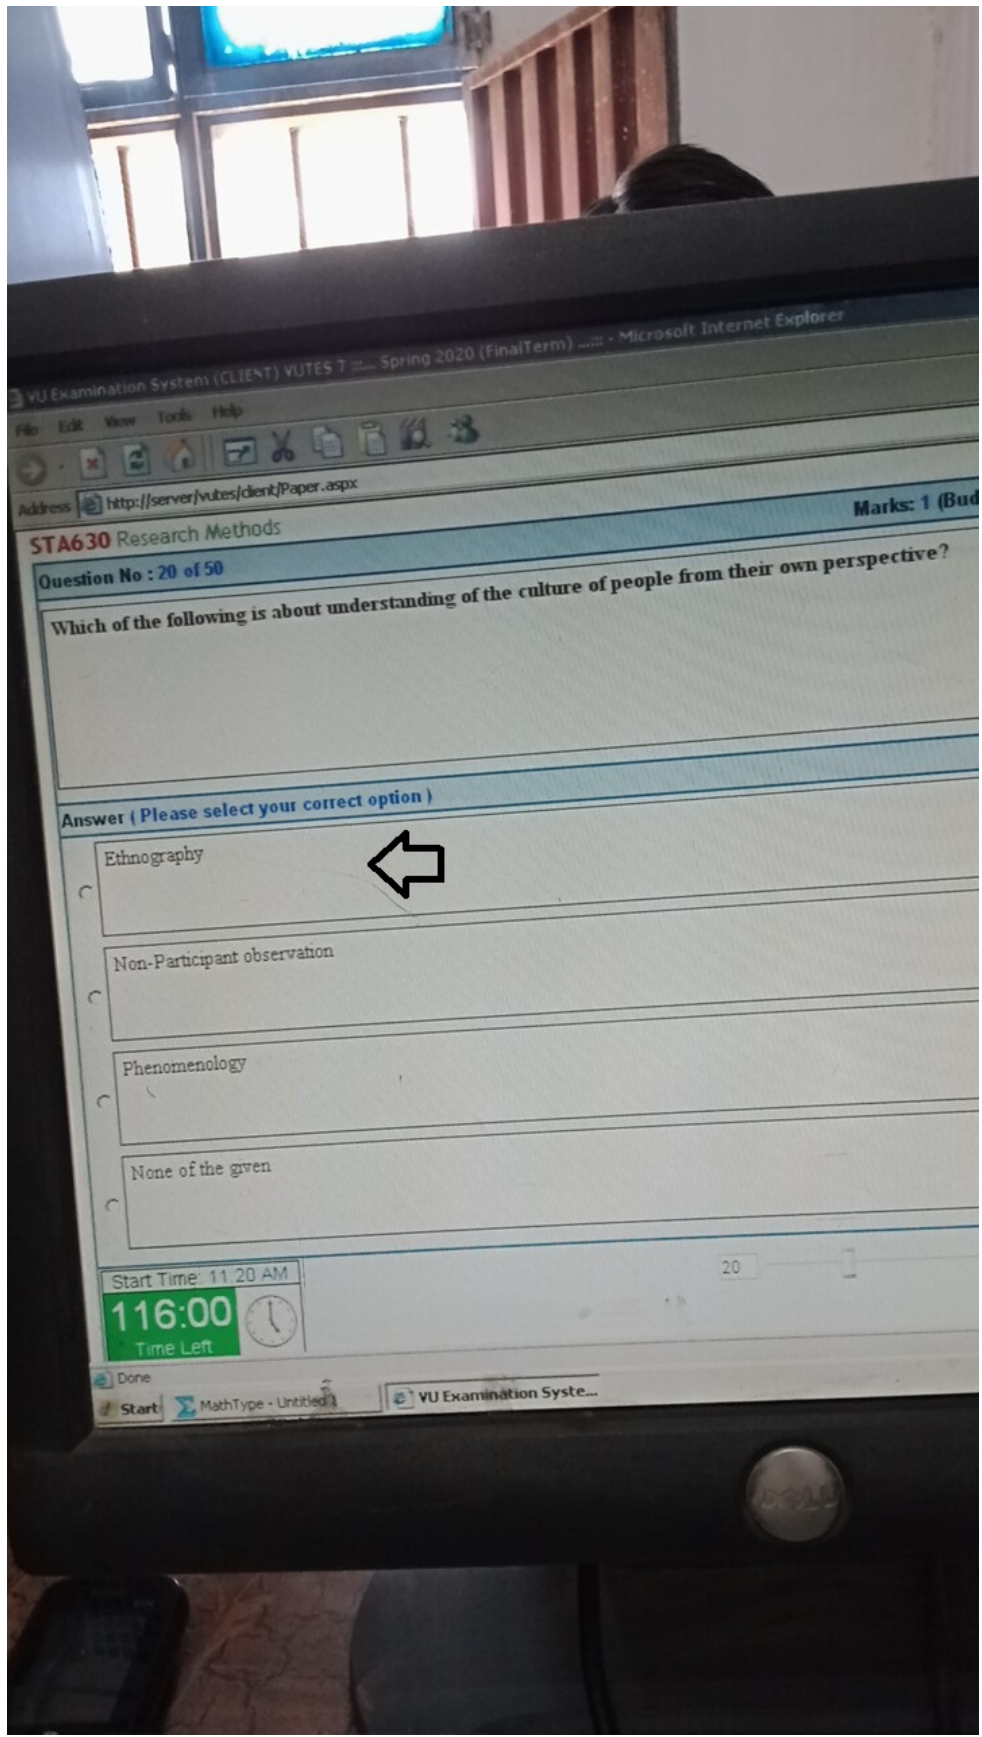 VU Examination System (CLIENT) VUTES 7 :::... Spring 2020 (FinalTerm) ...::: - Microsoft Internet Explorer
File Edit View Tools Help
Address http://server/vutes/client/Paper.aspx
STA630 Research Methods
Marks: 1 (Bud
Question No : 20 of 50
Which of the following is about understanding of the culture of people from their own perspective?
Answer ( Please select your correct option )
Ethnography
Non-Participant observation
Phenomenology
None of the given
Start Time: 11:20 AM
20
116:00
Time Left
Done
Start MathType - Untitled 1 VU Examination Syste...
DELL